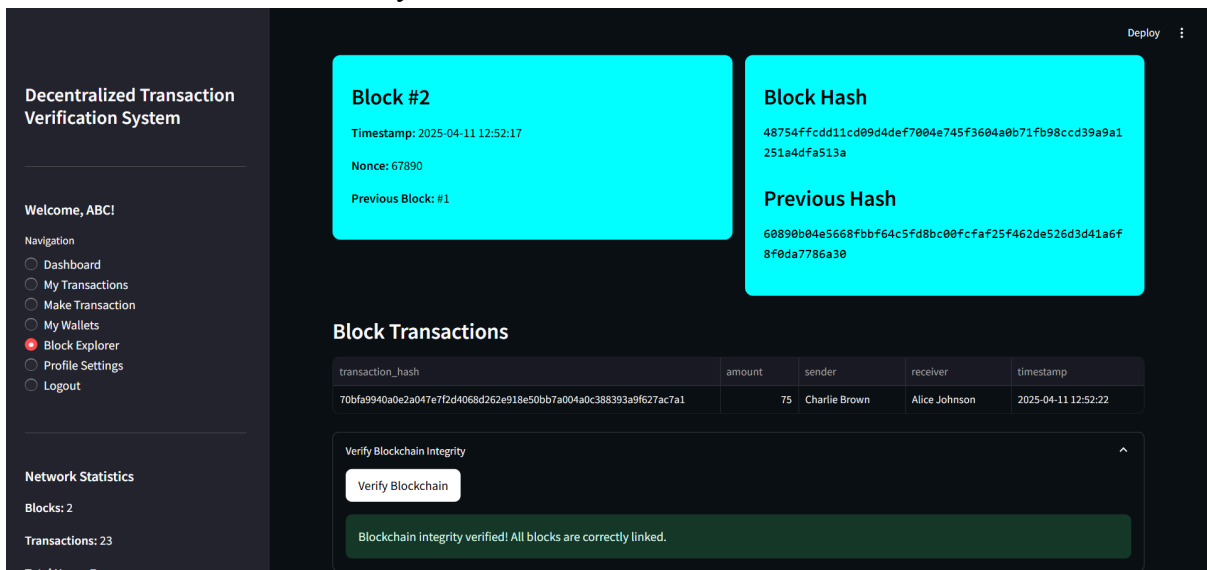 Deploy
Decentralized Transaction
Verification System
Welcome, ABC!
Navigation
Dashboard
My Transactions
Make Transaction
My Wallets
Block Explorer
Profile Settings
Logout
Network Statistics
Blocks: 2
Transactions: 23
Block #2
Timestamp: 2025-04-11 12:52:17
Nonce: 67890
Previous Block: #1
Block Hash
48754ffcdd11cd09d4def7004e745f3604a0b71fb98ccd39a9a1
251a4dfa513a
Previous Hash
60890b04e5668fbbf64c5fd8bc00fcfaf25f462de526d3d41a6f
8f0da7786a30
Block Transactions
transaction_hash amount sender receiver timestamp
70bfa9940a0e2a047e7f2d4068d262e918e50bb7a004a0c388393a9f627ac7a1 75 Charlie Brown Alice Johnson 2025-04-11 12:52:22
Verify Blockchain Integrity
Verify Blockchain
Blockchain integrity verified! All blocks are correctly linked.